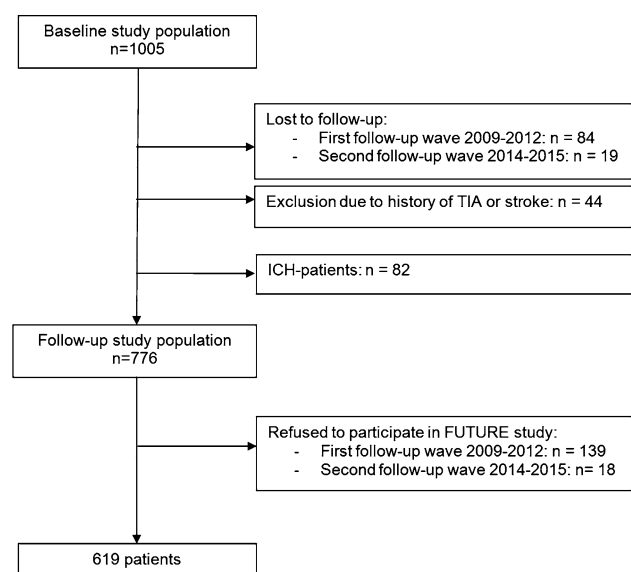 Baseline study population
n=1005
Lost to follow-up:
- First follow-up wave 2009-2012: n = 84
- Second follow-up wave 2014-2015: n = 19
Exclusion due to history of TIA or stroke: n = 44
ICH-patients: n = 82
Follow-up study population
n=776
Refused to participate in FUTURE study:
- First follow-up wave 2009-2012: n = 139
- Second follow-up wave 2014-2015: n= 18
619 patients